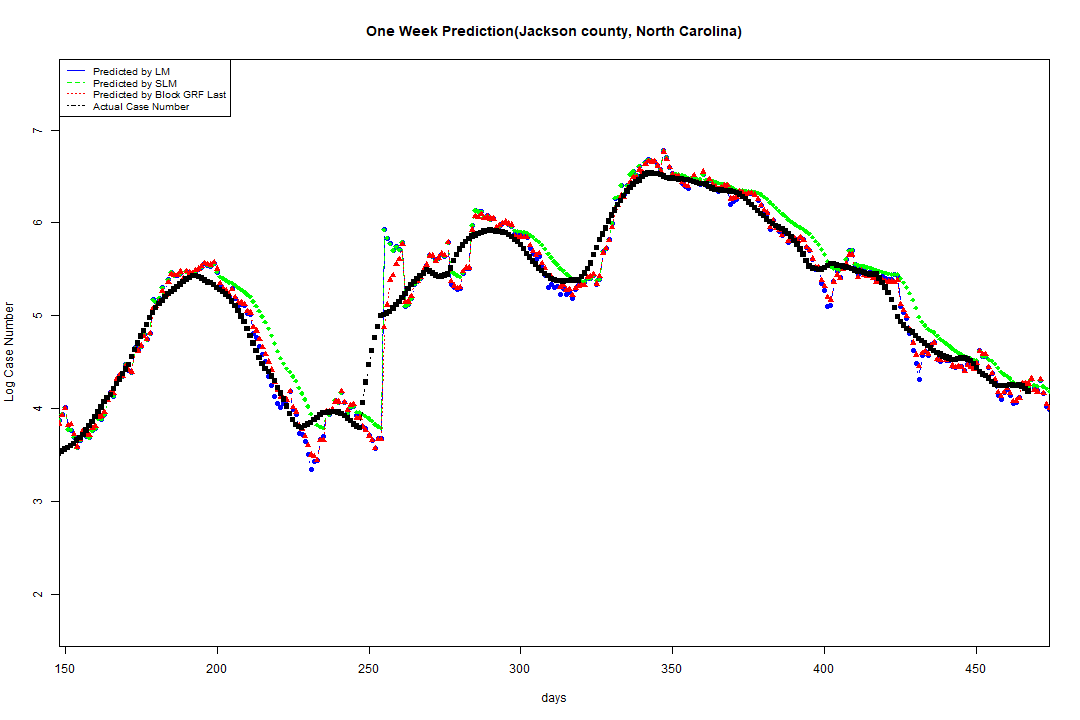 One Week Prediction(Jackson county, North Carolina)
Predicted by LM
Predicted by SLM
Predicted by Block GRF Last
Actual Case Number
7
6
5
4
3
2
Log Case Number
150 200 250 300 350 400 450
days